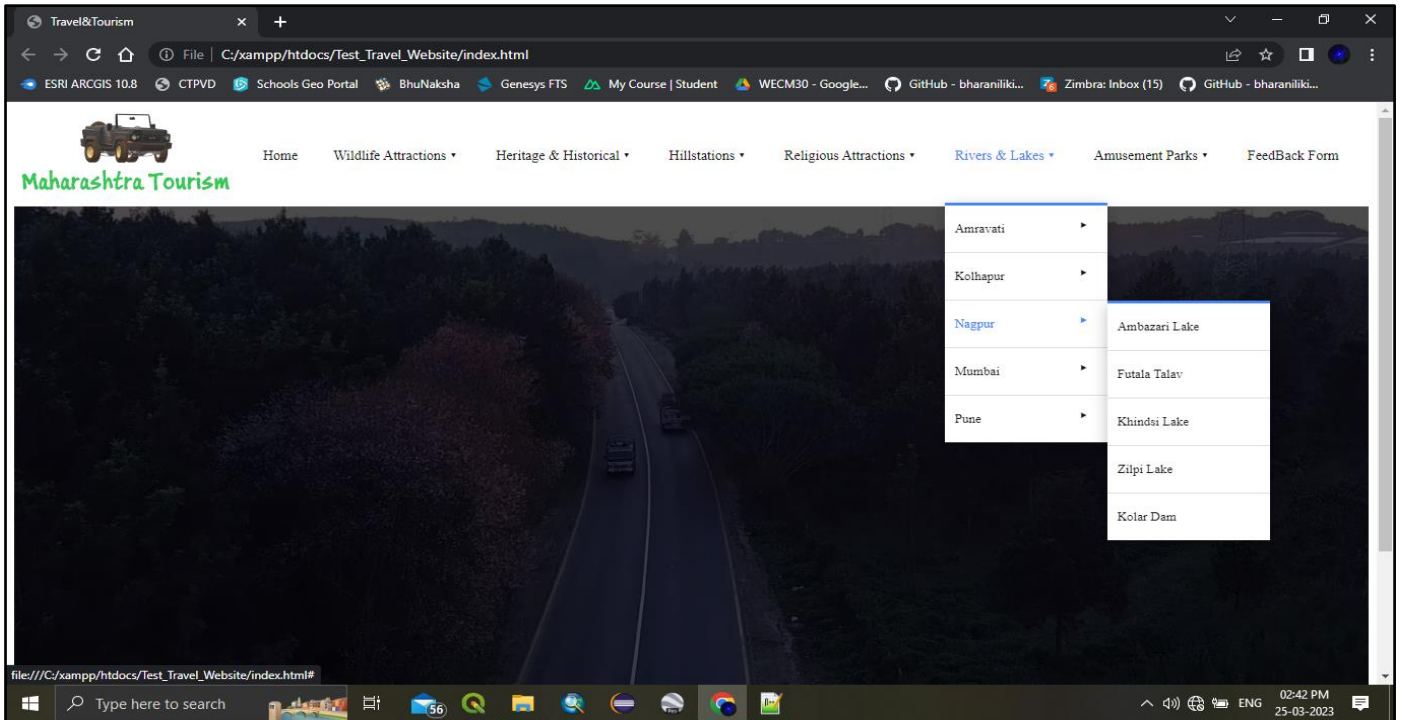 Travel&Tourism
File | C:/xampp/htdocs/Test_Travel_Website/index.html
ESRI ARCGIS 10.8 CTPVD Schools Geo Portal BhuNaksha Genesys FTS My Course | Student WECM30 - Google... GitHub - bharaniliki... Zimbra: Inbox (15) GitHub - bharaniliki...
Maharashtra Tourism
Home Wildlife Attractions Heritage & Historical Hillstations Religious Attractions Rivers & Lakes Amusement Parks FeedBack Form
Amravati
Kolhapur
Nagpur
Mumbai
Pune
Ambazari Lake
Futala Talav
Khindsi Lake
Zilpi Lake
Kolar Dam
file:///C:/xampp/htdocs/Test_Travel_Website/index.html#
Type here to search
56
ENG
02:42 PM
25-03-2023